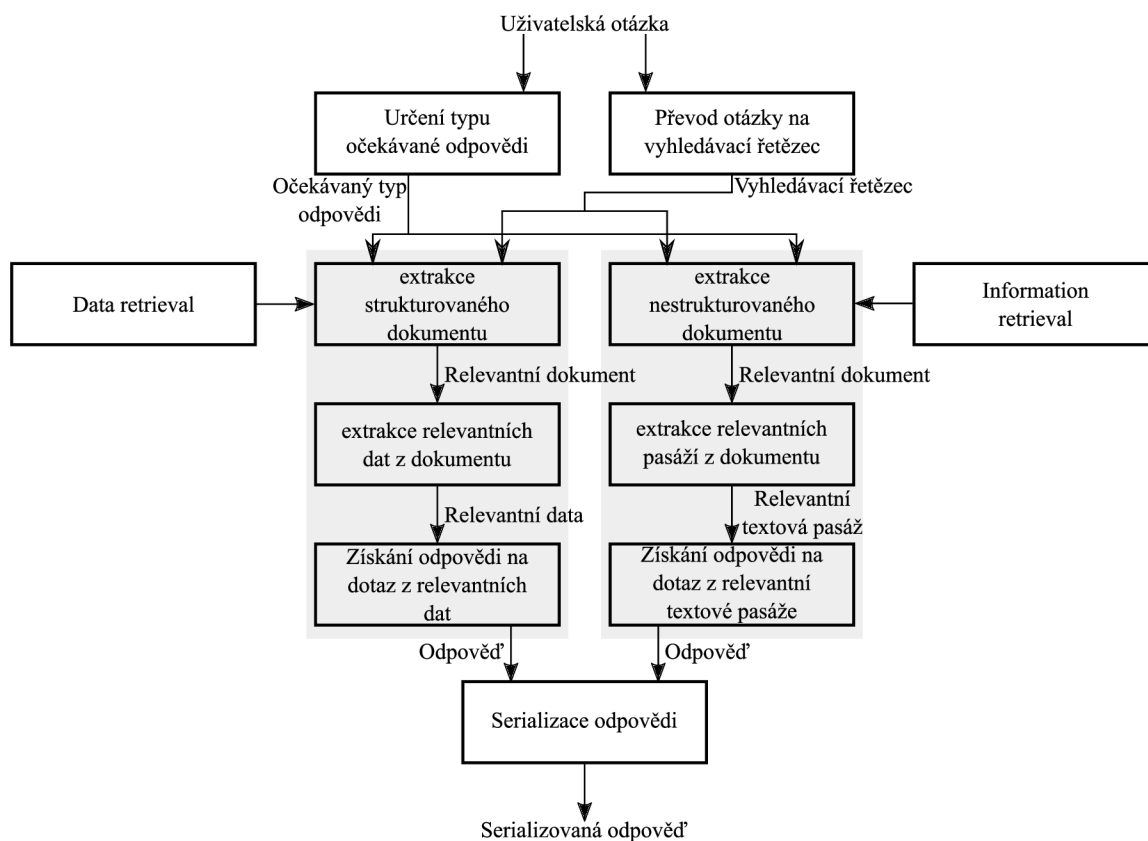 Uživatelská otázka
Určení typu
očekávané odpovědi
Převod otázky na
vyhledávací řetězec
Očekávaný typ
odpovědi
Vyhledávací řetězec
Data retrieval
extrakce
strukturovaného
dokumentu
extrakce
nestrukturovaného
dokumentu
Information
retrieval
Relevantní dokument
Relevantní dokument
extrakce relevantních
dat z dokumentu
extrakce relevantních
pasáží z dokumentu
Relevantní data
Relevantní
textová pasáž
Získání odpovědi na
dotaz z relevantních
dat
Získání odpovědi na
dotaz z relevantní
textové pasáže
Odpověď
Odpověď
Serializace odpovědi
Serializovaná odpověď